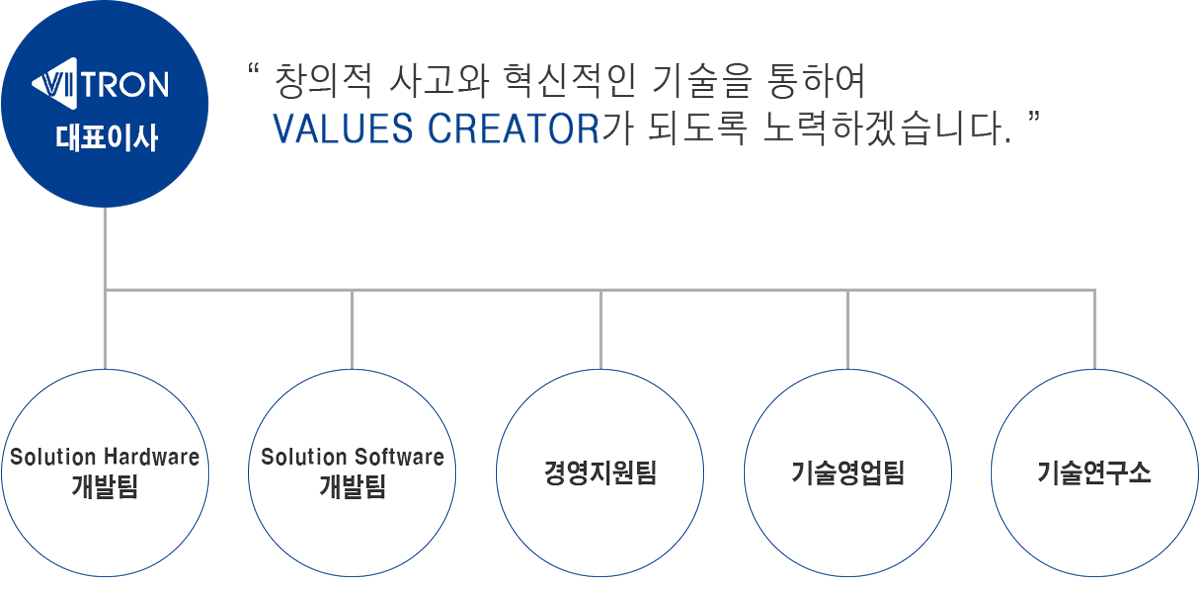 VITRON
대표이사
“ 창의적 사고와 혁신적인 기술을 통하여
VALUES CREATOR가 되도록 노력하겠습니다. ”
Solution Hardware
개발팀
Solution Software
개발팀
경영지원팀
기술영업팀
기술연구소